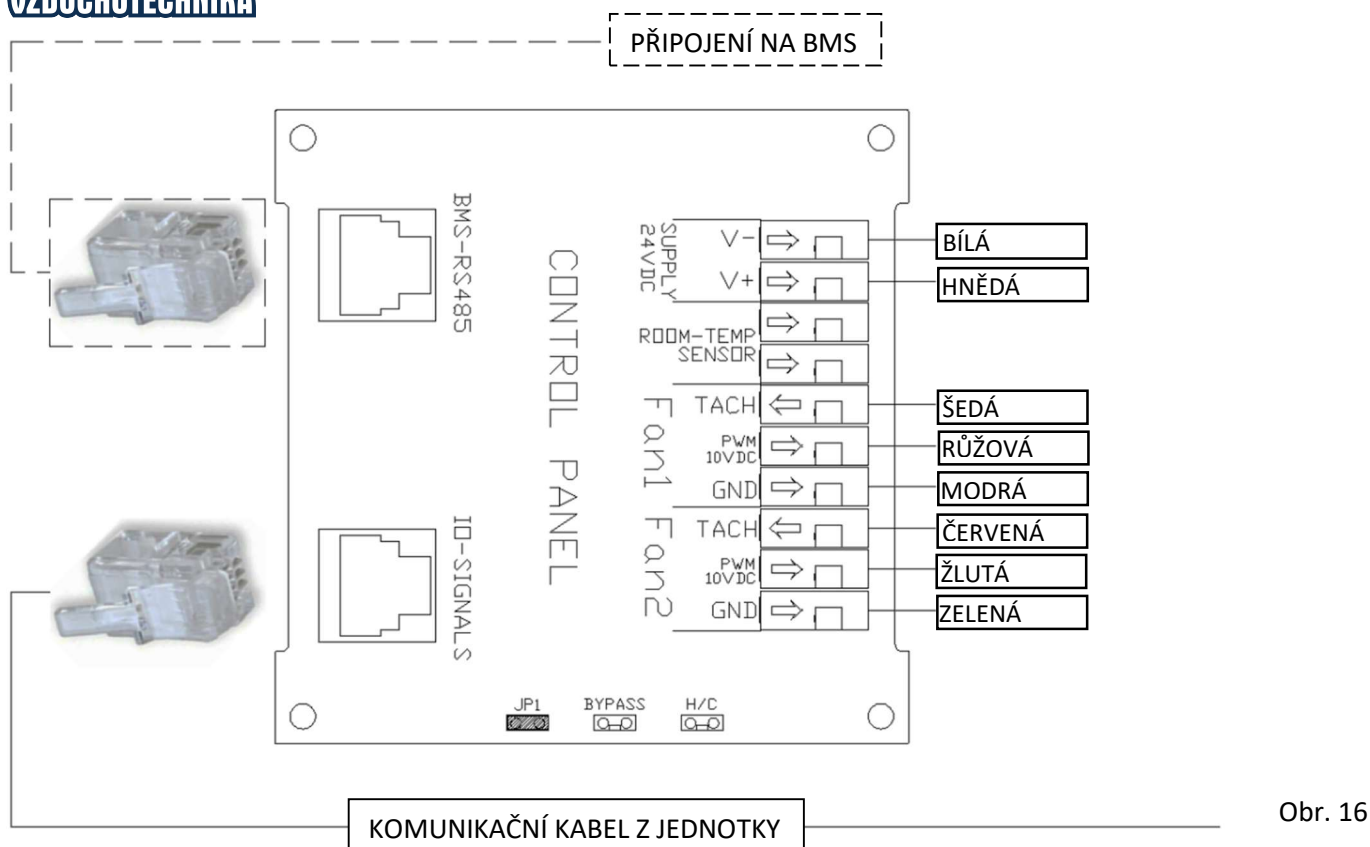 VZDUCHOTECHNIKA
PŘIPOJENÍ NA BMS
BMS-RS485
CONTROL PANEL
IO-SIGNALS
SUPPLY
24VDC
V-
V+
ROOM-TEMP
SENSOR
Fan1
TACH
PWM
10VDC
GND
Fan2
TACH
PWM
10VDC
GND
BÍLÁ
HNĚDÁ
ŠEDÁ
RŮŽOVÁ
MODRÁ
ČERVENÁ
ŽLUTÁ
ZELENÁ
JP1
BYPASS
H/C
KOMUNIKAČNÍ KABEL Z JEDNOTKY
Obr. 16